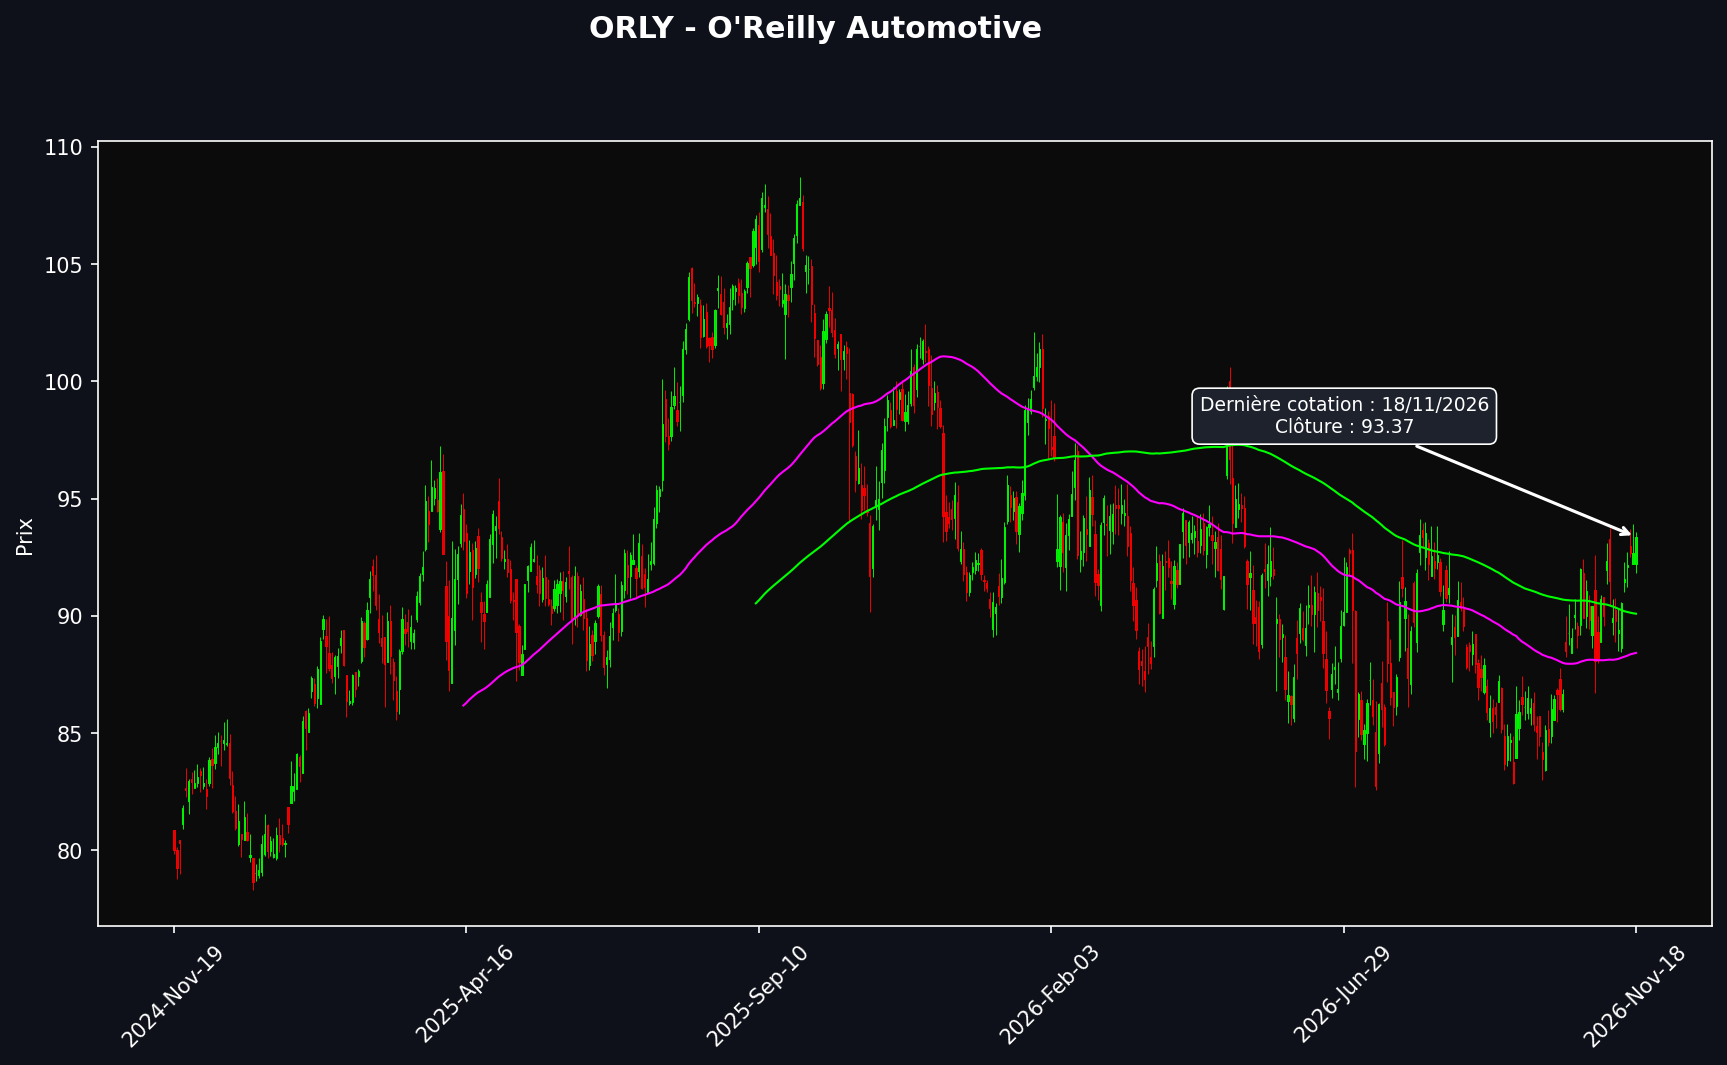 ORLY - O'Reilly Automotive
110
105
100
95
90
85
80
Prix
Dernière cotation : 18/11/2026
Clôture : 93.37
2024-Nov-19
2025-Apr-16
2025-Sep-10
2026-Feb-03
2026-Jun-29
2026-Nov-18